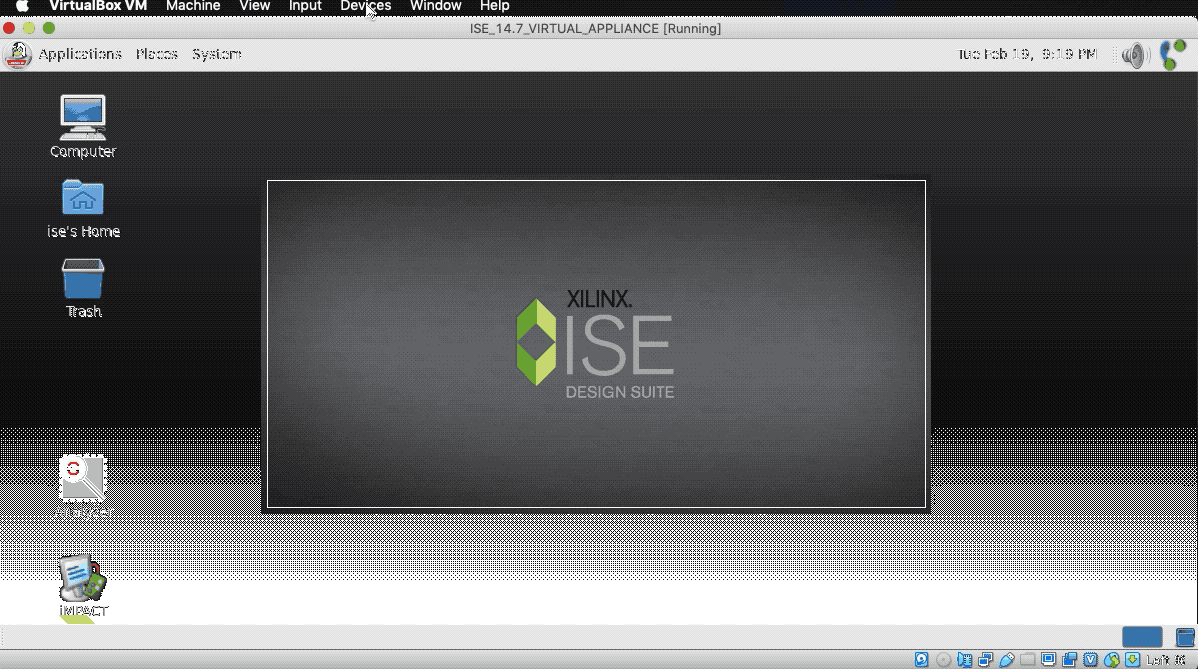 VirtualBox VM Machine View Input Devices Window Help
ISE_14.7_VIRTUAL_APPLIANCE [Running]
Applications Places System
Tue Feb 19, 9:19 PM
Computer
ise's Home
Trash
XILINX.
ISE
DESIGN SUITE
iMPACT
Left ⌘